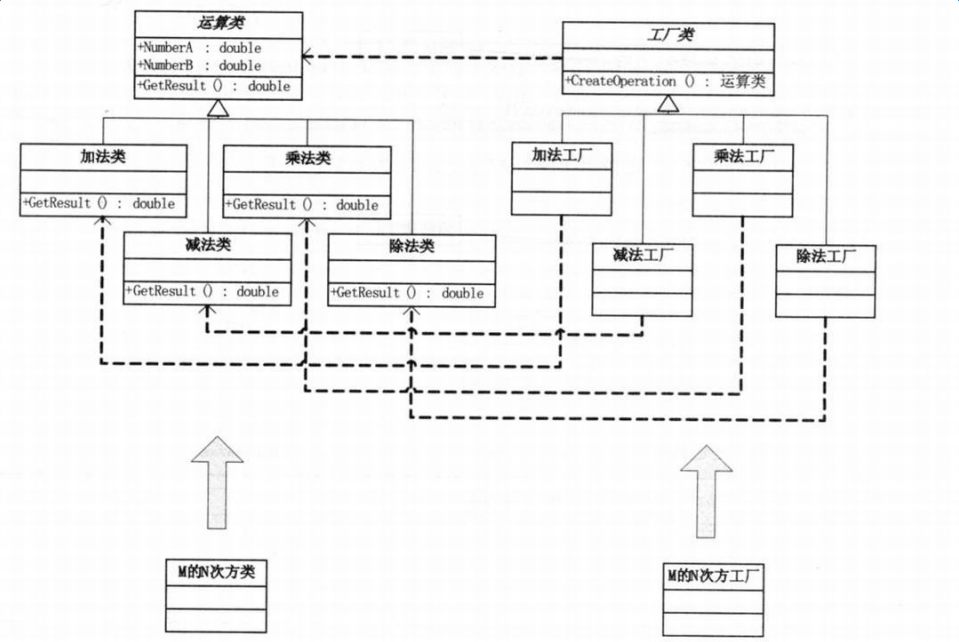 运算类
+NumberA : double
+NumberB : double
+GetResult () : double
工厂类
+CreateOperation () : 运算类
加法类
+GetResult () : double
乘法类
+GetResult () : double
减法类
+GetResult () : double
除法类
+GetResult () : double
加法工厂
乘法工厂
减法工厂
除法工厂
M的N次方类
M的N次方工厂